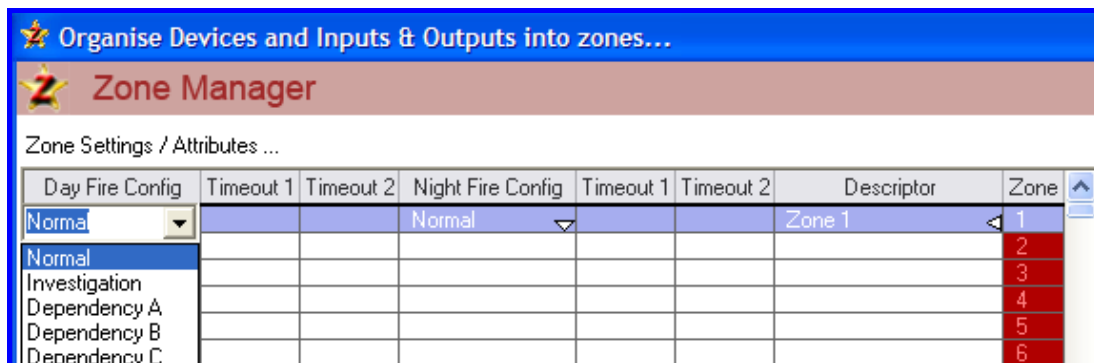 Organise Devices and Inputs & Outputs into zones...
Z Zone Manager
Zone Settings / Attributes ...
Day Fire Config Timeout 1 Timeout 2 Night Fire Config Timeout 1 Timeout 2 Descriptor Zone
Normal Normal Zone 1 1
Normal 2
Investigation 3
Dependency A 4
Dependency B 5
Dependency C 6